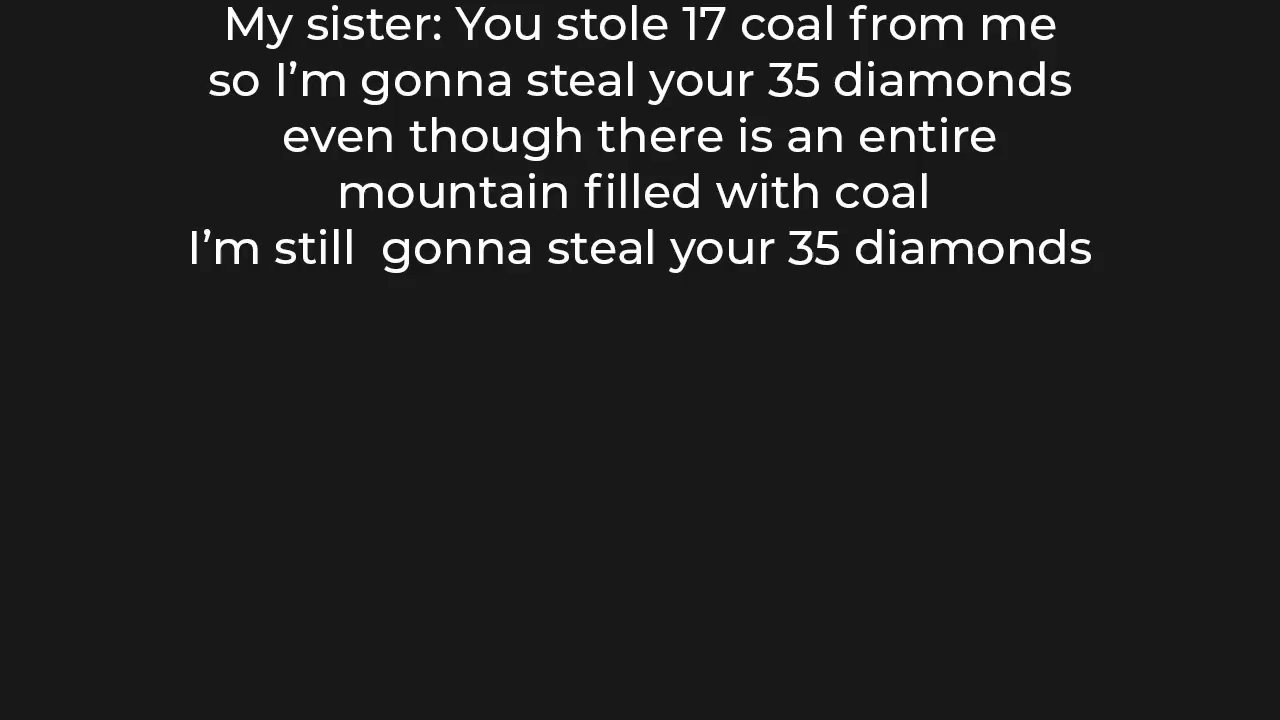 My sister: You stole 17 coal from me
so I’m gonna steal your 35 diamonds
even though there is an entire
mountain filled with coal
I’m still  gonna steal your 35 diamonds